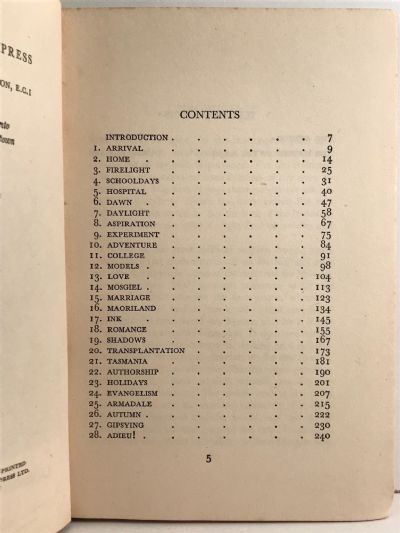 PRESS
ON, E.C.1
nto
town
PRINTED
PRESS LTD.
CONTENTS
INTRODUCTION . . . . . . 7
1. ARRIVAL . . . . . . 9
2. HOME . . . . . . . 14
3. FIRELIGHT . . . . . . 25
4. SCHOOLDAYS . . . . . . 31
5. HOSPITAL . . . . . . 40
6. DAWN . . . . . . . 47
7. DAYLIGHT . . . . . . 58
8. ASPIRATION . . . . . . 67
9. EXPERIMENT . . . . . . 75
10. ADVENTURE . . . . . . 84
11. COLLEGE . . . . . . 91
12. MODELS . . . . . . . 98
13. LOVE . . . . . . . 104
14. MOSGIEL . . . . . . 113
15. MARRIAGE . . . . . . 123
16. MAORILAND . . . . . . 134
17. INK . . . . . . . 145
18. ROMANCE . . . . . . 155
19. SHADOWS . . . . . . 167
20. TRANSPLANTATION . . . . . 173
21. TASMANIA . . . . . . 181
22. AUTHORSHIP . . . . . . 190
23. HOLIDAYS . . . . . . 201
24. EVANGELISM . . . . . . 207
25. ARMADALE . . . . . . 215
26. AUTUMN . . . . . . . 222
27. GIPSYING . . . . . . 230
28. ADIEU! . . . . . . . 240
5